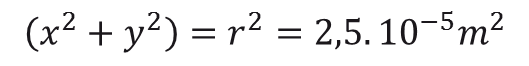 (x² + y²) = r² = 2,5. 10⁻⁵m²